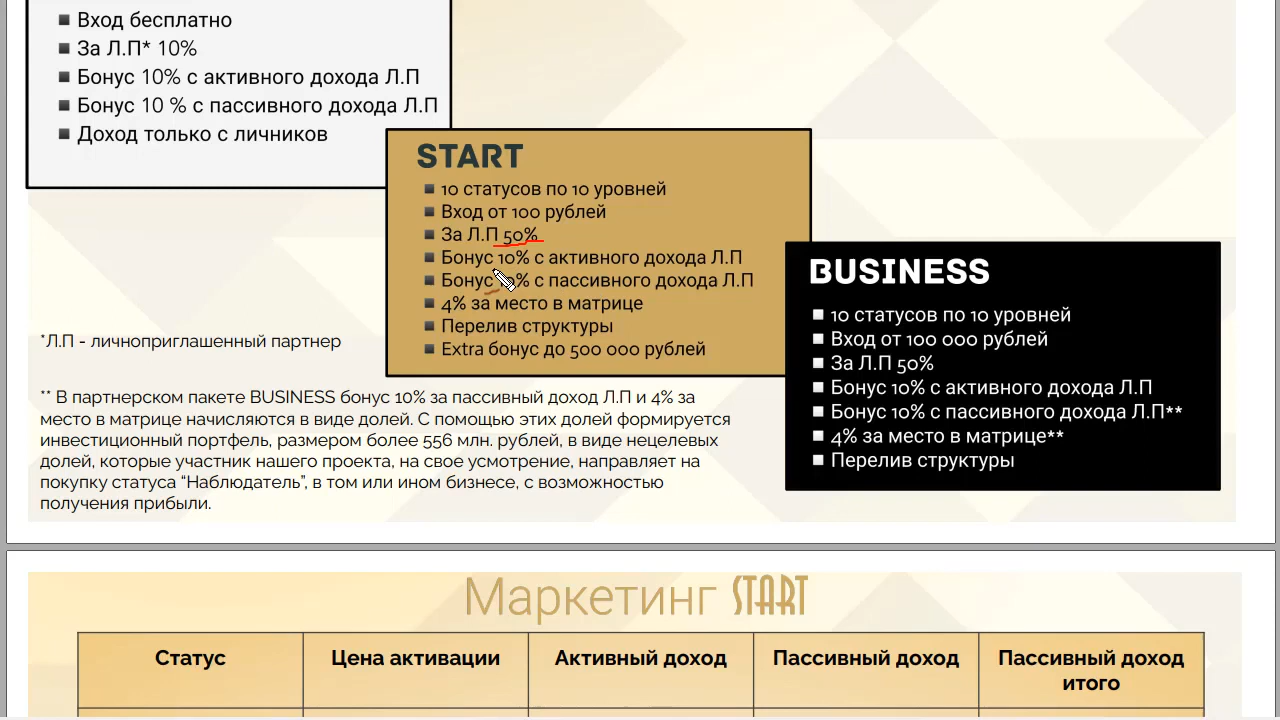 Вход бесплатно
За Л.П* 10%
Бонус 10% с активного дохода Л.П
Бонус 10 % с пассивного дохода Л.П
Доход только с личников
START
10 статусов по 10 уровней
Вход от 100 рублей
За Л.П 50%
Бонус 10% с активного дохода Л.П
Бонус 10% с пассивного дохода Л.П
4% за место в матрице
Перелив структуры
Extra бонус до 500 000 рублей
BUSINESS
10 статусов по 10 уровней
Вход от 100 000 рублей
За Л.П 50%
Бонус 10% с активного дохода Л.П
Бонус 10% с пассивного дохода Л.П**
4% за место в матрице**
Перелив структуры
*Л.П - личноприглашенный партнер
** В партнерском пакете BUSINESS бонус 10% за пассивный доход Л.П и 4% за
место в матрице начисляются в виде долей. С помощью этих долей формируется
инвестиционный портфель, размером более 556 млн. рублей, в виде нецелевых
долей, которые участник нашего проекта, на свое усмотрение, направляет на
покупку статуса “Наблюдатель”, в том или ином бизнесе, с возможностью
получения прибыли.
Маркетинг START
Статус
Цена активации
Активный доход
Пассивный доход
Пассивный доход
итого